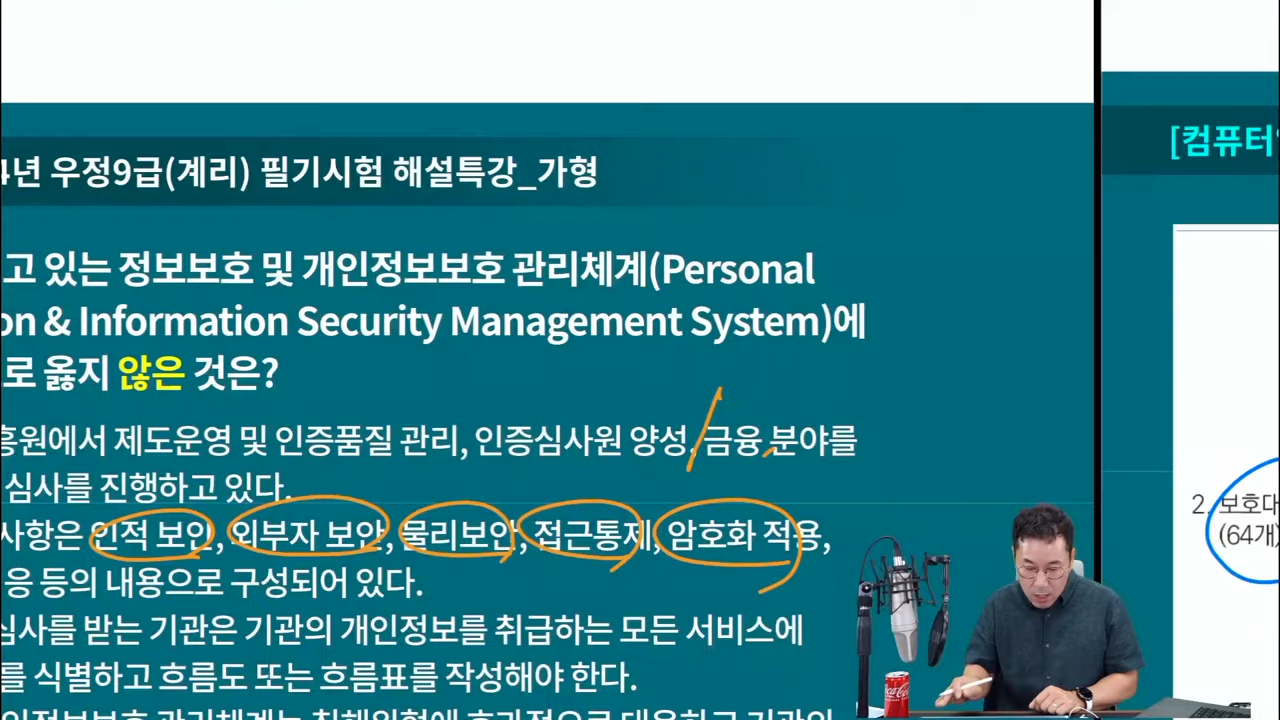 4년 우정9급(계리) 필기시험 해설특강_가형
[컴퓨터
고 있는 정보보호 및 개인정보보호 관리체계(Personal
on & Information Security Management System)에
로 옳지 않은 것은?
흥원에서 제도운영 및 인증품질 관리, 인증심사원 양성, 금융 분야를
심사를 진행하고 있다.
사항은 인적 보안, 외부자 보안, 물리보안, 접근통제, 암호화 적용,
응 등의 내용으로 구성되어 있다.
심사를 받는 기관은 기관의 개인정보를 취급하는 모든 서비스에
를 식별하고 흐름도 또는 흐름표를 작성해야 한다.
2. 보호대
(64개)
Coca-Cola